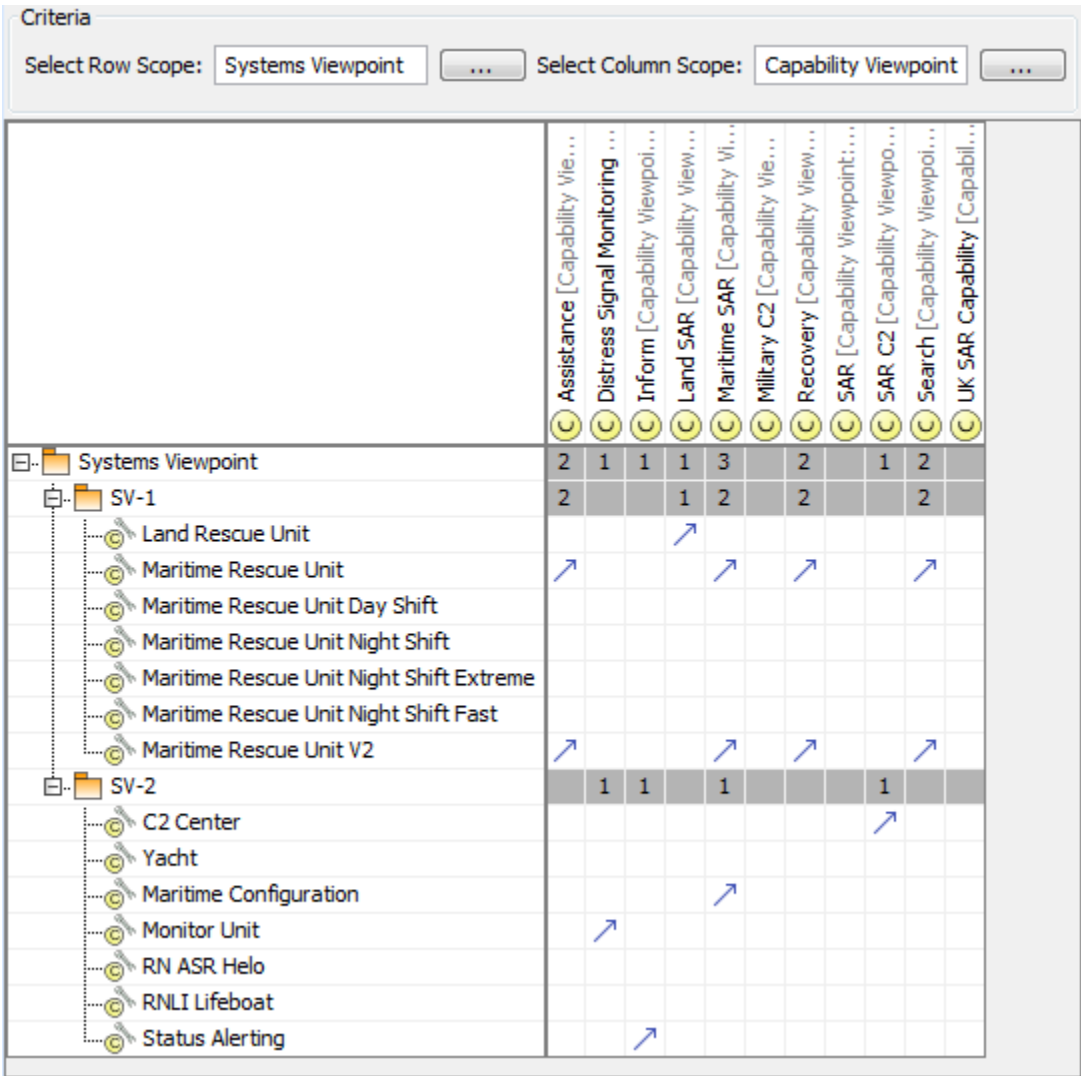 Criteria
Select Row Scope: Systems Viewpoint ... Select Column Scope: Capability Viewpoint ...
Assistance [Capability Vie...
Distress Signal Monitoring ...
Inform [Capability Viewpoi...
Land SAR [Capability View...
Maritime SAR [Capability Vi...
Military C2 [Capability Vie...
Recovery [Capability View...
SAR [Capability Viewpoint:...
SAR C2 [Capability Viewpo...
Search [Capability Viewpoi...
UK SAR Capability [Capabil...
C C C C C C C C C C C
Systems Viewpoint 2 1 1 1 3 2 1 2
SV-1 2 1 2 2 2
C Land Rescue Unit
C Maritime Rescue Unit
C Maritime Rescue Unit Day Shift
C Maritime Rescue Unit Night Shift
C Maritime Rescue Unit Night Shift Extreme
C Maritime Rescue Unit Night Shift Fast
C Maritime Rescue Unit V2
SV-2 1 1 1 1
C C2 Center
C Yacht
C Maritime Configuration
C Monitor Unit
C RN ASR Helo
C RNLI Lifeboat
C Status Alerting